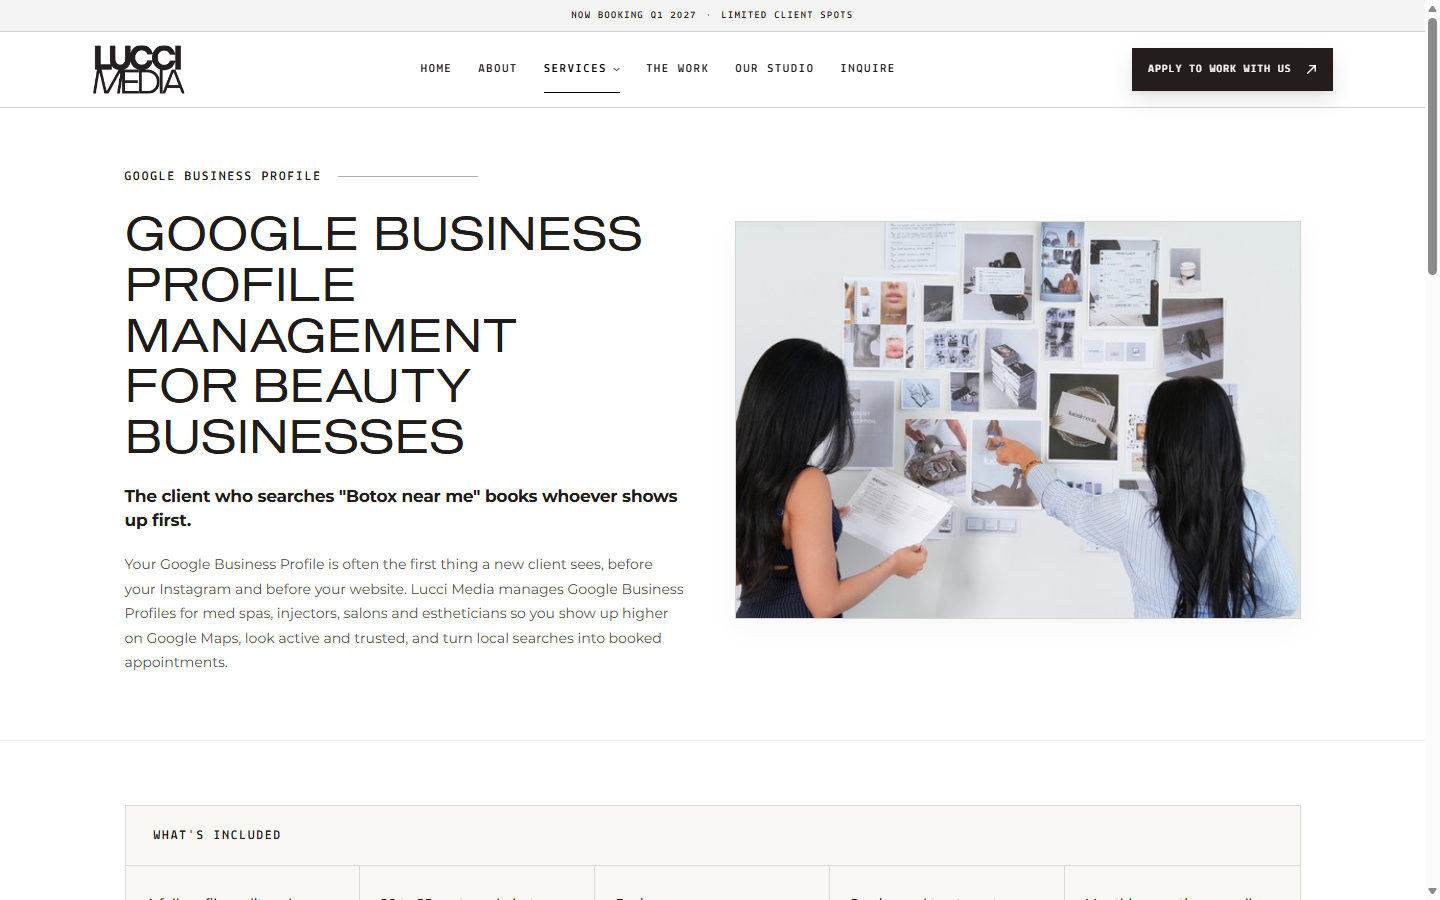 NOW BOOKING Q1 2027 · LIMITED CLIENT SPOTS
LUCCI
MEDIA
HOME
ABOUT
SERVICES
THE WORK
OUR STUDIO
INQUIRE
APPLY TO WORK WITH US
GOOGLE BUSINESS PROFILE
GOOGLE BUSINESS
PROFILE
MANAGEMENT
FOR BEAUTY
BUSINESSES
The client who searches "Botox near me" books whoever shows
up first.
Your Google Business Profile is often the first thing a new client sees, before
your Instagram and before your website. Lucci Media manages Google Business
Profiles for med spas, injectors, salons and estheticians so you show up higher
on Google Maps, look active and trusted, and turn local searches into booked
appointments.
WHAT'S INCLUDED